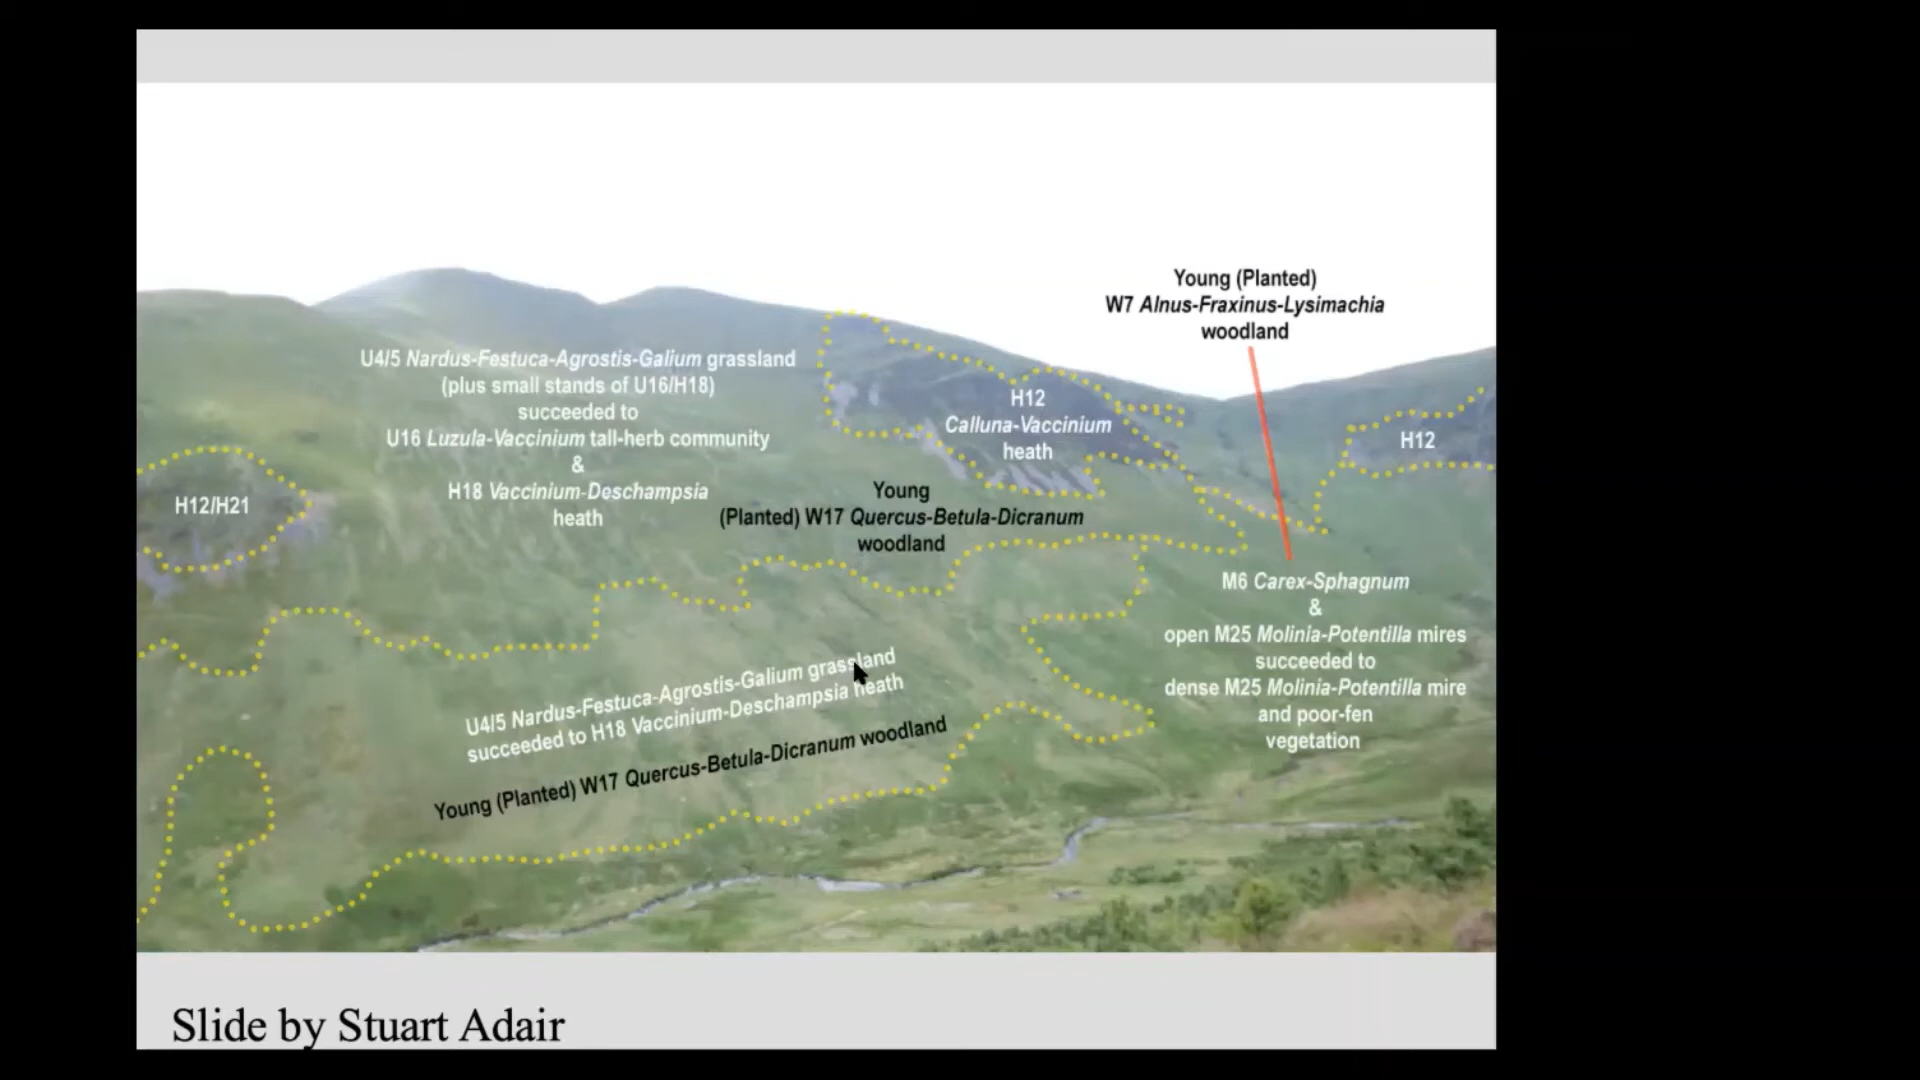 Young (Planted)
W7 Alnus-Fraxinus-Lysimachia
woodland
U4/5 Nardus-Festuca-Agrostis-Galium grassland
(plus small stands of U16/H18)
succeeded to
U16 Luzula-Vaccinium tall-herb community
&
H18 Vaccinium-Deschampsia
heath
H12
Calluna-Vaccinium
heath
H12
H12/H21
Young
(Planted) W17 Quercus-Betula-Dicranum
woodland
M6 Carex-Sphagnum
&
open M25 Molinia-Potentilla mires
succeeded to
dense M25 Molinia-Potentilla mire
and poor-fen
vegetation
U4/5 Nardus-Festuca-Agrostis-Galium grassland
succeeded to H18 Vaccinium-Deschampsia heath
Young (Planted) W17 Quercus-Betula-Dicranum woodland
Slide by Stuart Adair